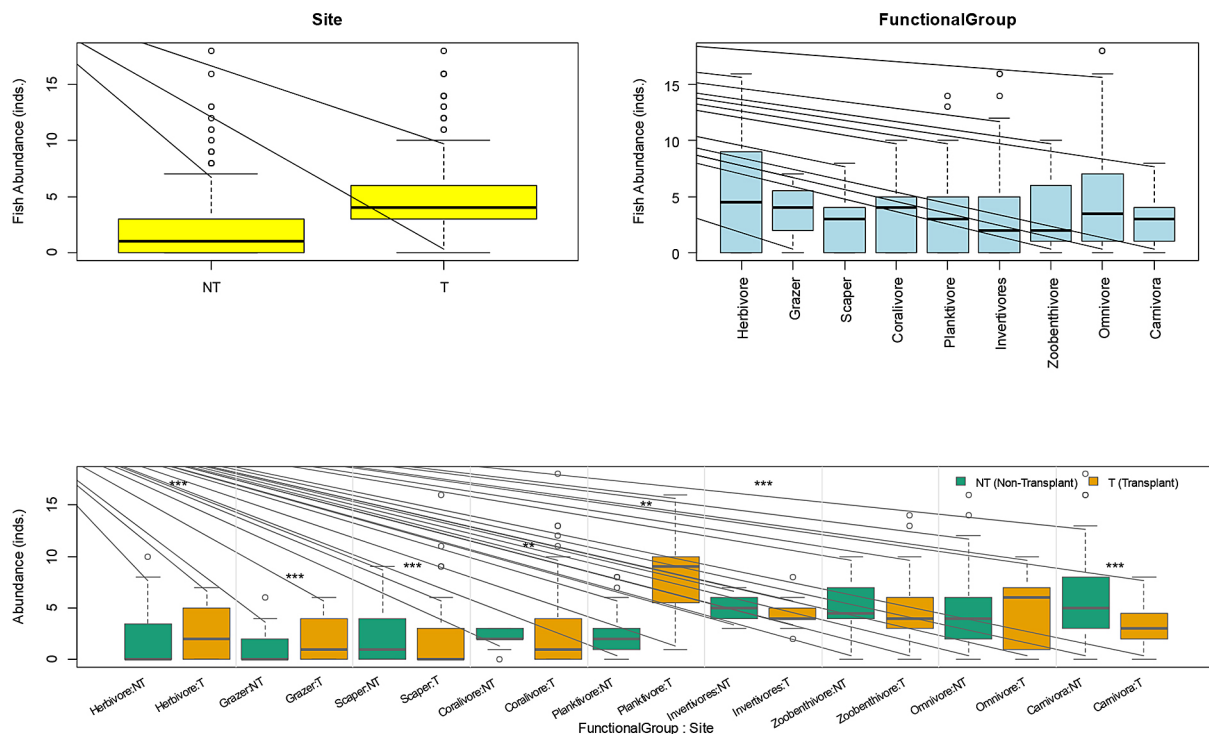 Site
Fish Abundance (inds.)
15
10
5
0
NT
T
FunctionalGroup
Fish Abundance (inds.)
15
10
5
0
Herbivore
Grazer
Scaper
Coralivore
Planktivore
Invertivores
Zoobenthivore
Omnivore
Carnivora
Abundance (inds.)
15
10
5
0
***
***
***
**
**
***
***
NT (Non-Transplant)
T (Transplant)
Herbivore:NT
Herbivore:T
Grazer:NT
Grazer:T
Scaper:NT
Scaper:T
Coralivore:NT
Coralivore:T
Planktivore:NT
Planktivore:T
Invertivores:NT
Invertivores:T
Zoobenthivore:NT
Zoobenthivore:T
Omnivore:NT
Omnivore:T
Carnivora:NT
Carnivora:T
FunctionalGroup : Site